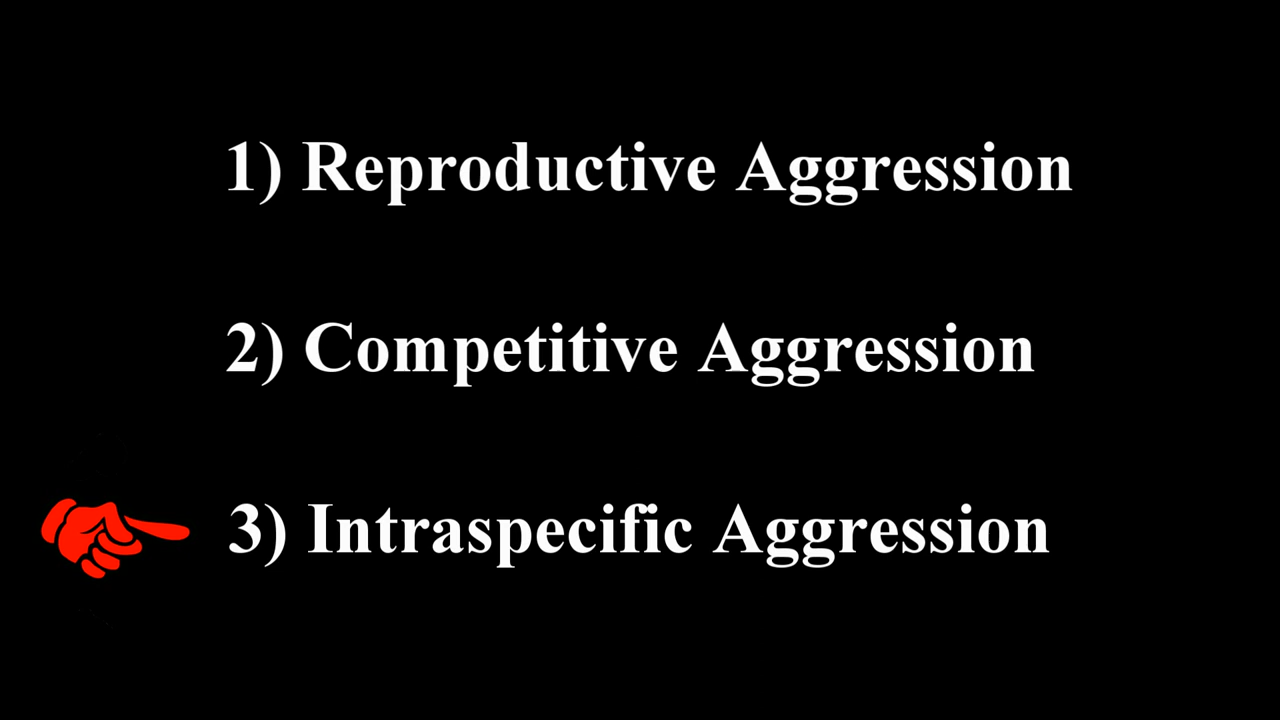 1) Reproductive Aggression
2) Competitive Aggression
3) Intraspecific Aggression